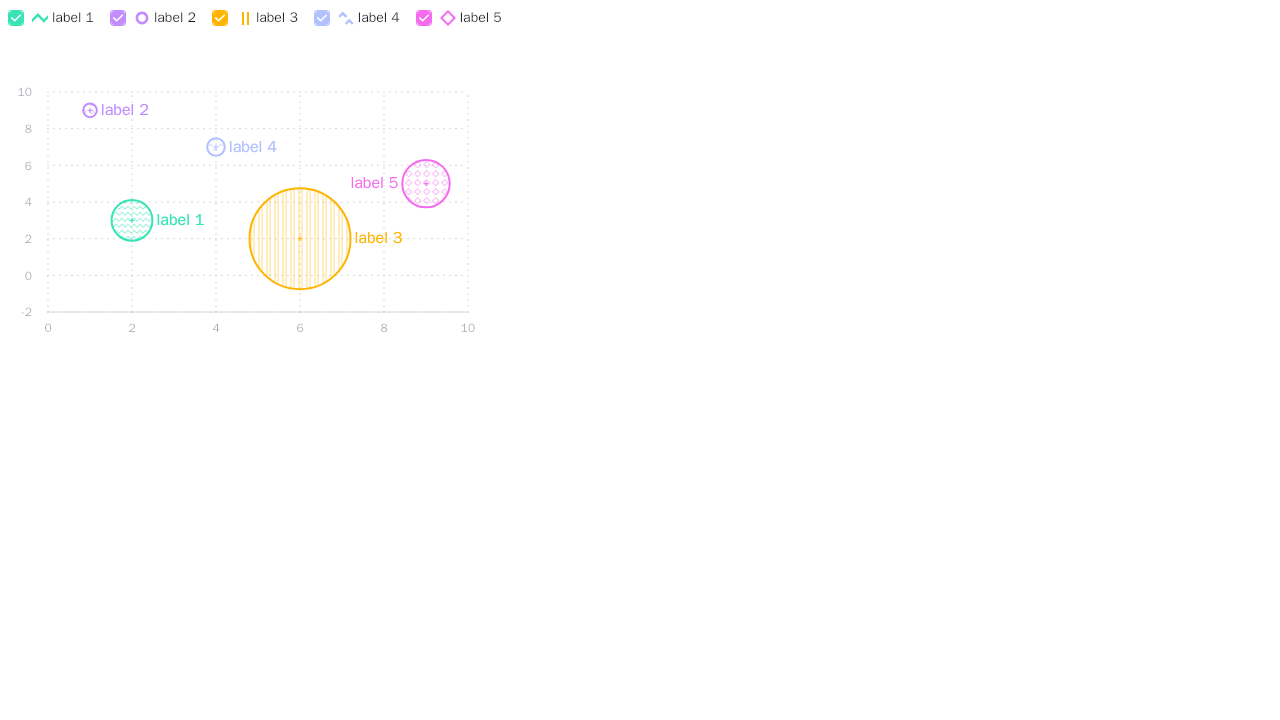 label 1 label 2 label 3 label 4 label 5
10
label 2
8
label 4
6
label 5
4
label 1
2
label 3
0
-2
0 2 4 6 8 10